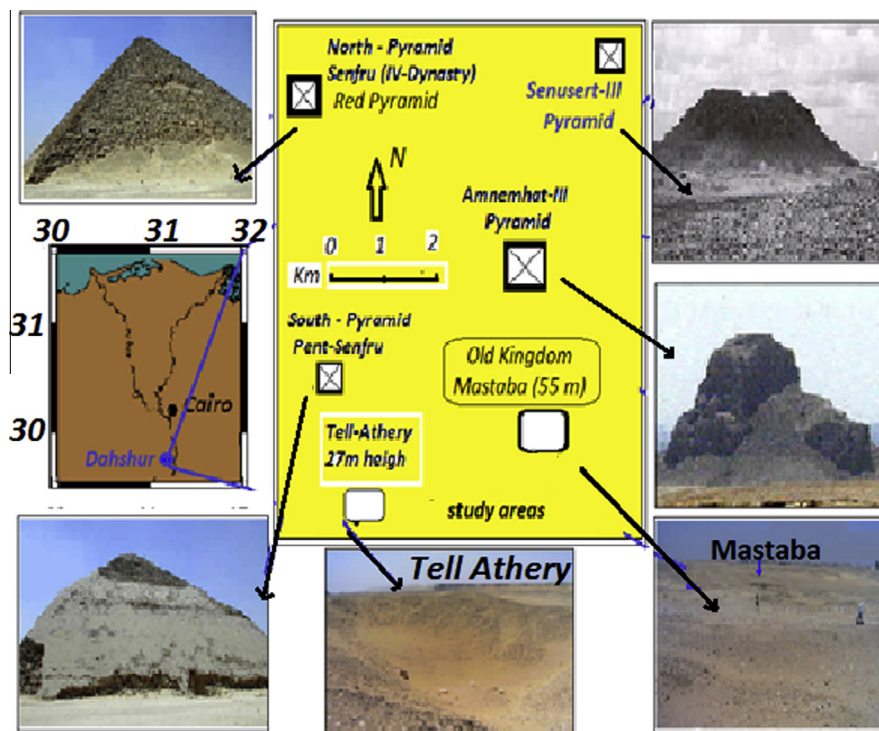 North - Pyramid
Senfru (IV-Dynasty)
Red Pyramid
Senusert-III
Pyramid
N
Amnemhat-III
Pyramid
0 1 2
Km
South - Pyramid
Pent-Senfru
Old Kingdom
Mastaba (55 m)
Tell-Athery
27m heigh
study areas
30 31 32
31
30
Cairo
Dahshur
Tell Athery
Mastaba